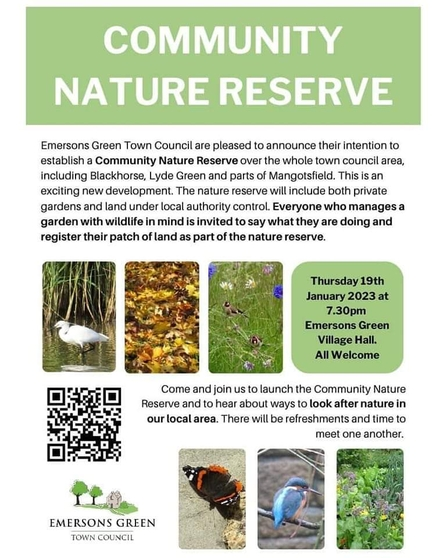 COMMUNITY
NATURE RESERVE
Emersons Green Town Council are pleased to announce their intention to
establish a Community Nature Reserve over the whole town council area,
including Blackhorse, Lyde Green and parts of Mangotsfield. This is an
exciting new development. The nature reserve will include both private
gardens and land under local authority control. Everyone who manages a
garden with wildlife in mind is invited to say what they are doing and
register their patch of land as part of the nature reserve.
Thursday 19th
January 2023 at
7.30pm
Emersons Green
Village Hall.
All Welcome
Come and join us to launch the Community Nature
Reserve and to hear about ways to look after nature in
our local area. There will be refreshments and time to
meet one another.
EMERSONS GREEN
TOWN COUNCIL